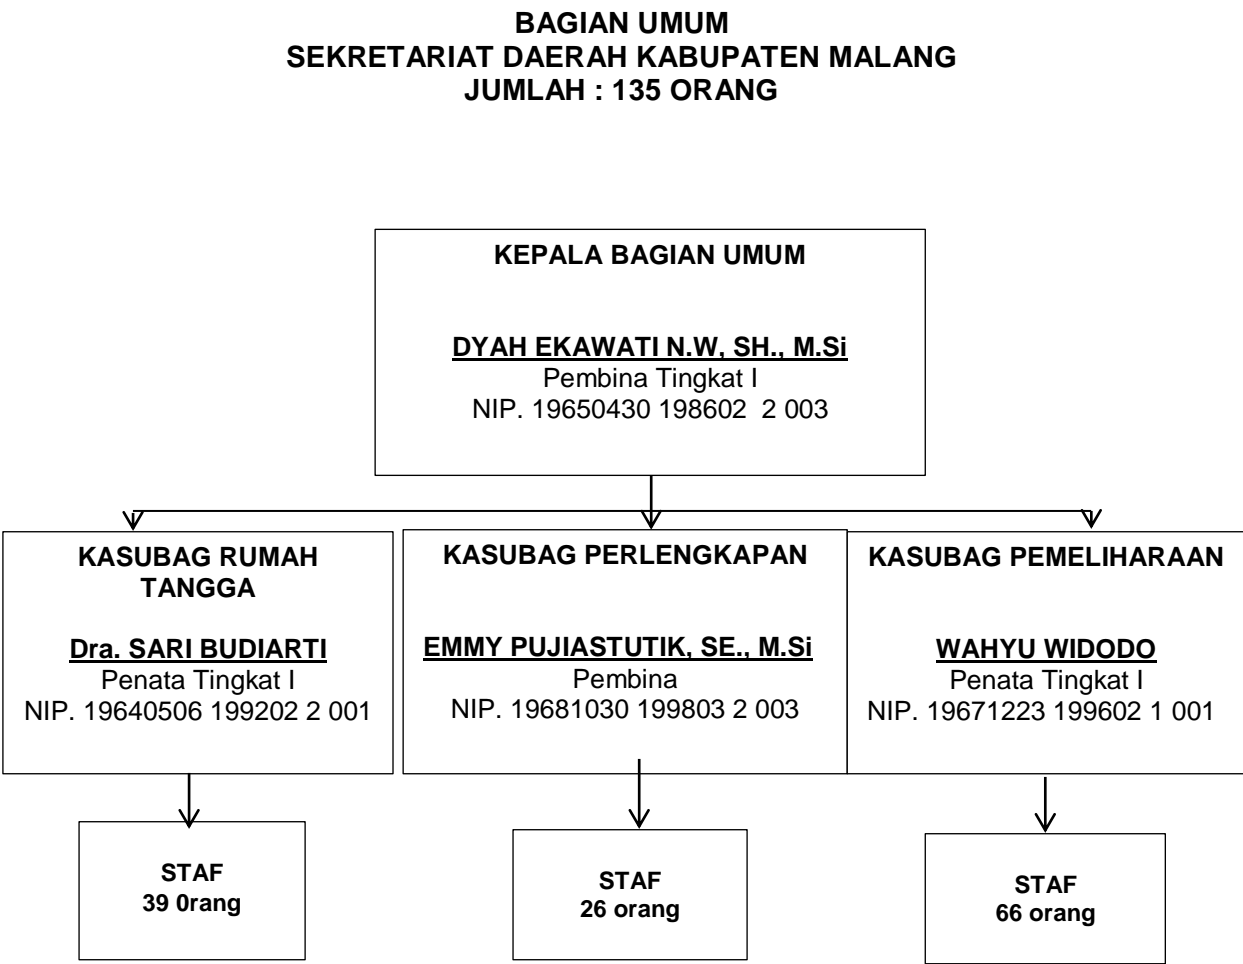 BAGIAN UMUM
SEKRETARIAT DAERAH KABUPATEN MALANG
JUMLAH : 135 ORANG
KEPALA BAGIAN UMUM
DYAH EKAWATI N.W, SH., M.Si
Pembina Tingkat I
NIP. 19650430 198602  2 003
KASUBAG RUMAH
TANGGA
Dra. SARI BUDIARTI
Penata Tingkat I
NIP. 19640506 199202 2 001
KASUBAG PERLENGKAPAN
EMMY PUJIASTUTIK, SE., M.Si
Pembina
NIP. 19681030 199803 2 003
KASUBAG PEMELIHARAAN
WAHYU WIDODO
Penata Tingkat I
NIP. 19671223 199602 1 001
STAF
39 0rang
STAF
26 orang
STAF
66 orang